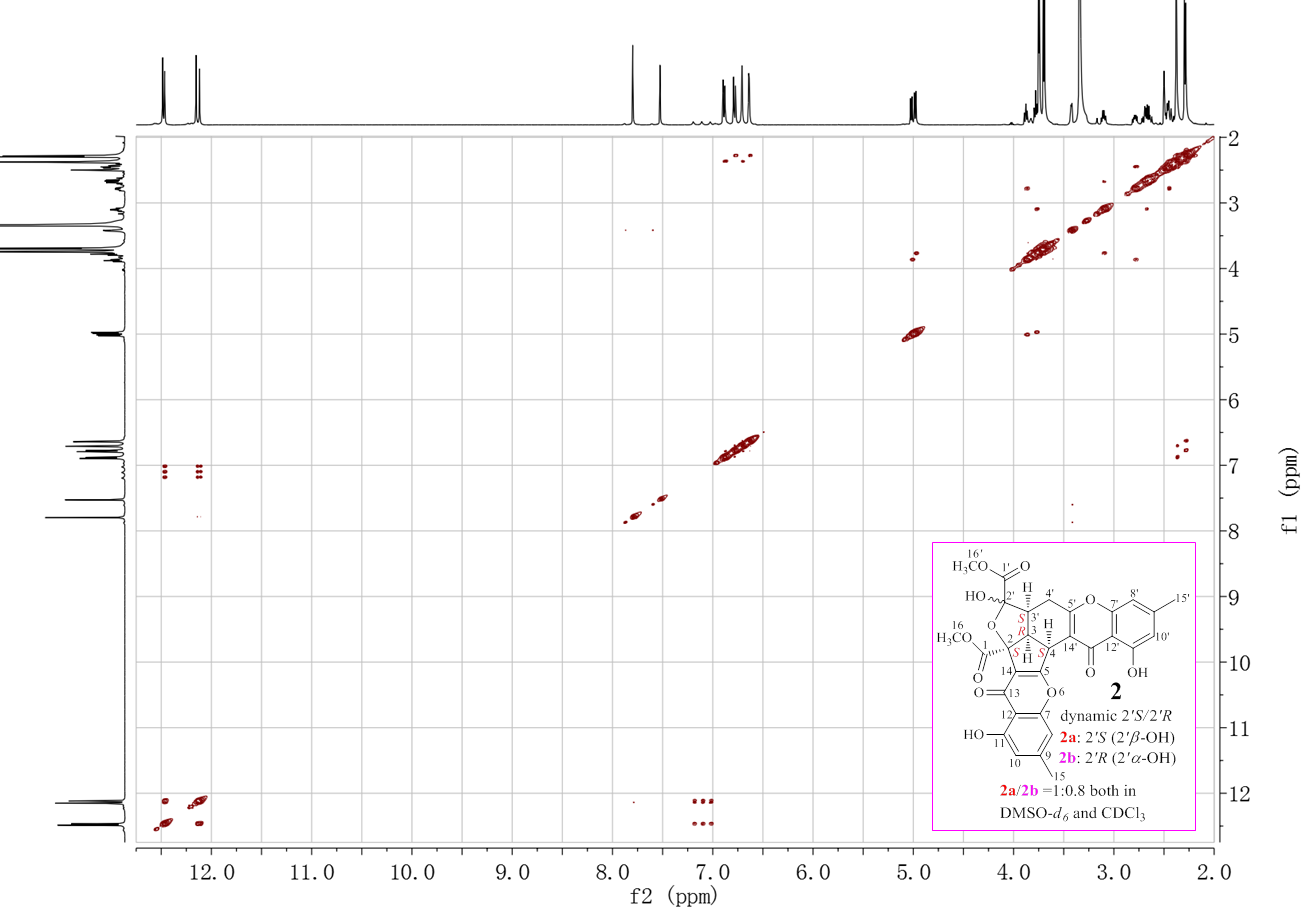 2
3
4
5
6
7
8
9
10
11
12
f1 (ppm)
12.0 11.0 10.0 9.0 8.0 7.0 6.0 5.0 4.0 3.0 2.0
f2 (ppm)
16'
H₃CO 1' O
HO 2' H 4' O 8' 15'
5' 7'
O S 3' H
16 R 3
H₃CO 2 14' 12' 10'
1 S H S 4
O 14 5 O OH
O 13 O6 2
12 7 dynamic 2'S/2'R
HO 11 2a: 2'S (2'β-OH)
10 9 2b: 2'R (2'α-OH)
15
2a/2b =1:0.8 both in
DMSO-d₆ and CDCl₃